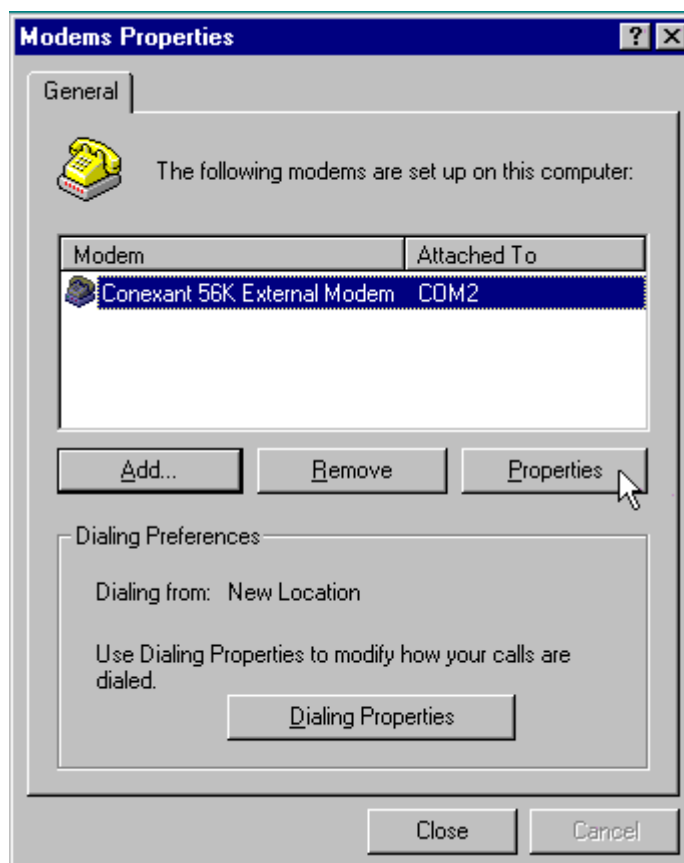 Modems Properties
General
The following modems are set up on this computer:
Modem Attached To
Conexant 56K External Modem COM2
Add... Remove Properties
Dialing Preferences
Dialing from: New Location
Use Dialing Properties to modify how your calls are
dialed.
Dialing Properties
Close Cancel